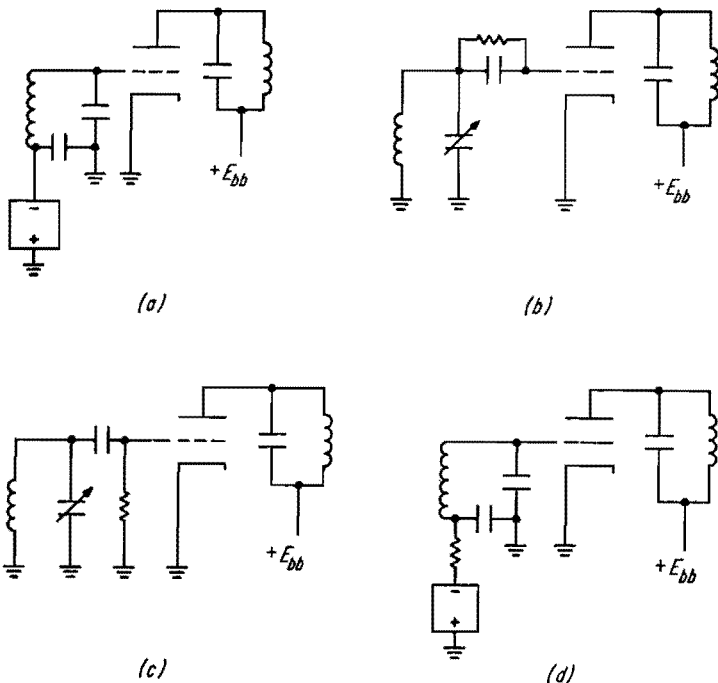 + E_bb
+ E_bb
-
+
(a)
(b)
+ E_bb
+ E_bb
-
+
(c)
(d)